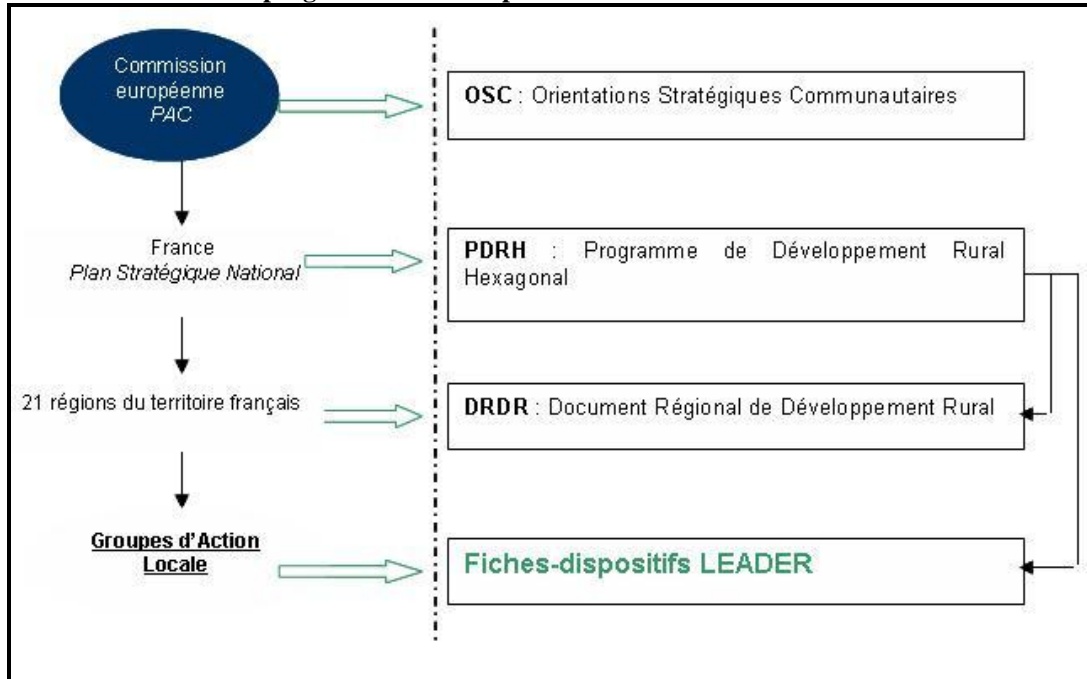 Commission
européenne
PAC
OSC : Orientations Stratégiques Communautaires
France
Plan Stratégique National
PDRH : Programme de Développement Rural
Hexagonal
21 régions du territoire français
DRDR : Document Régional de Développement Rural
Groupes d'Action
Locale
Fiches-dispositifs LEADER